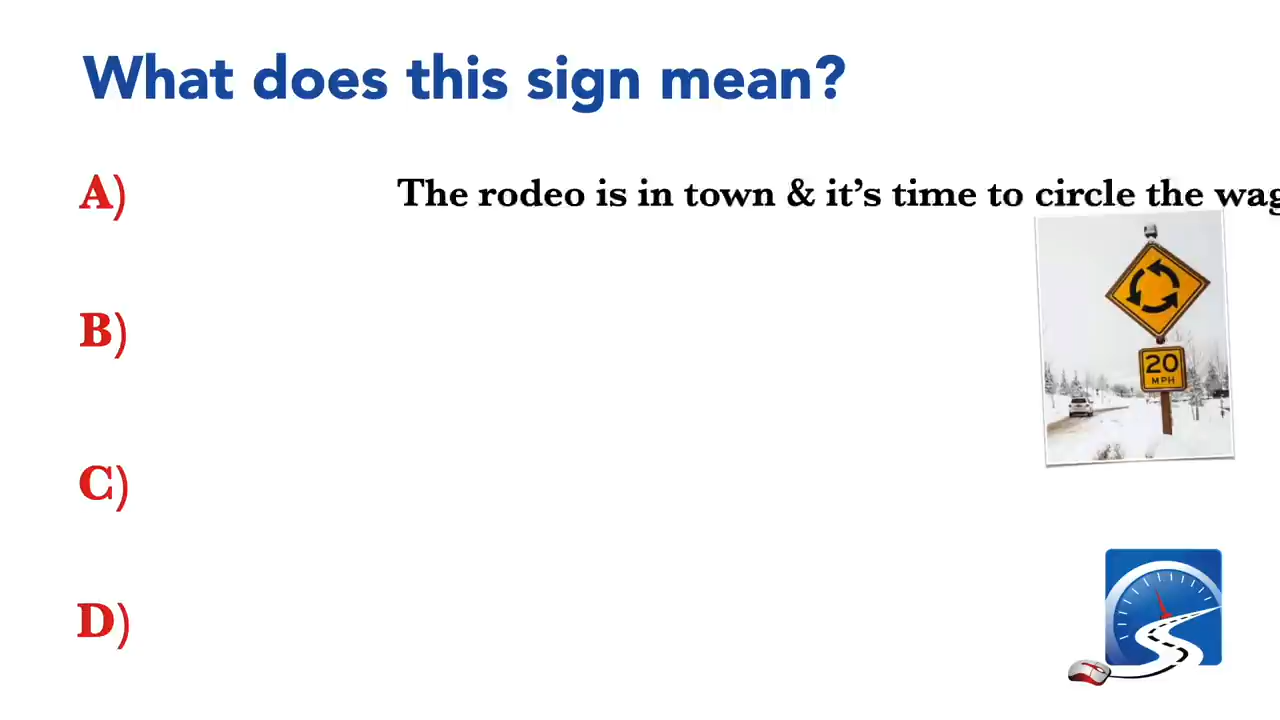 What does this sign mean?
A) The rodeo is in town & it's time to circle the
B)
20
MPH
C)
D)